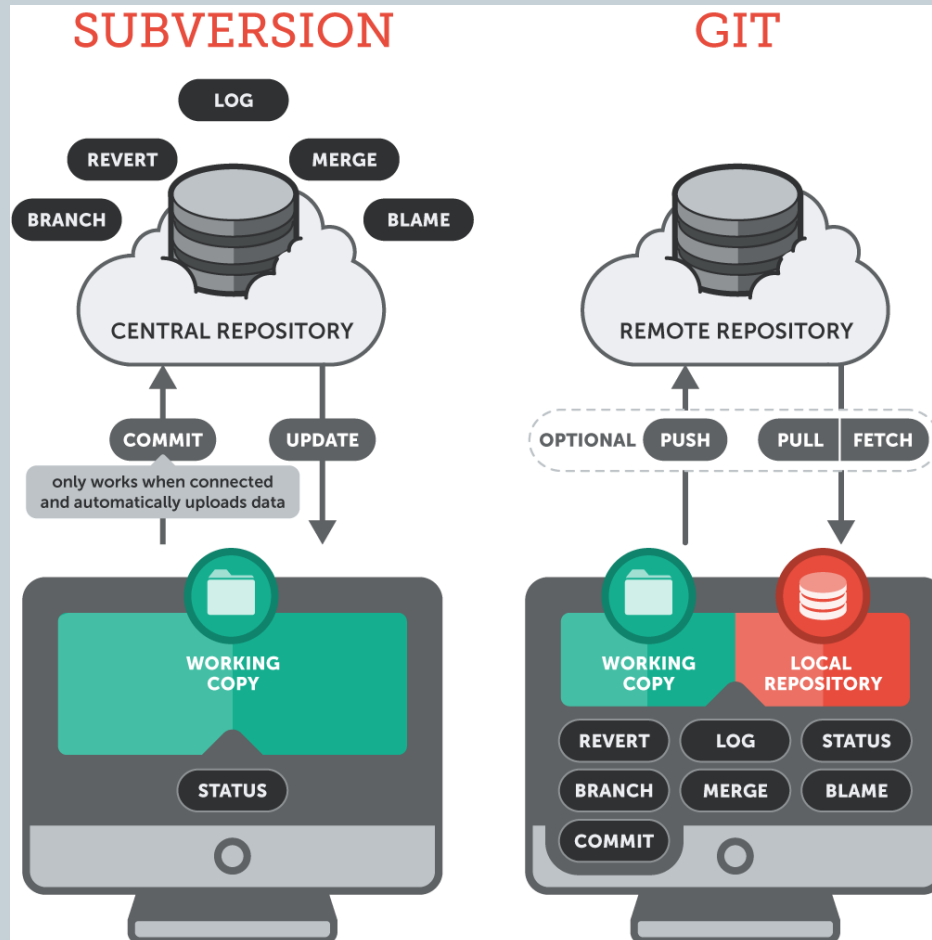 SUBVERSION
LOG
REVERT
MERGE
BRANCH
BLAME
CENTRAL REPOSITORY
COMMIT
UPDATE
only works when connected
and automatically uploads data
WORKING
COPY
STATUS
GIT
REMOTE REPOSITORY
OPTIONAL
PUSH
PULL
FETCH
WORKING
COPY
LOCAL
REPOSITORY
REVERT
LOG
STATUS
BRANCH
MERGE
BLAME
COMMIT